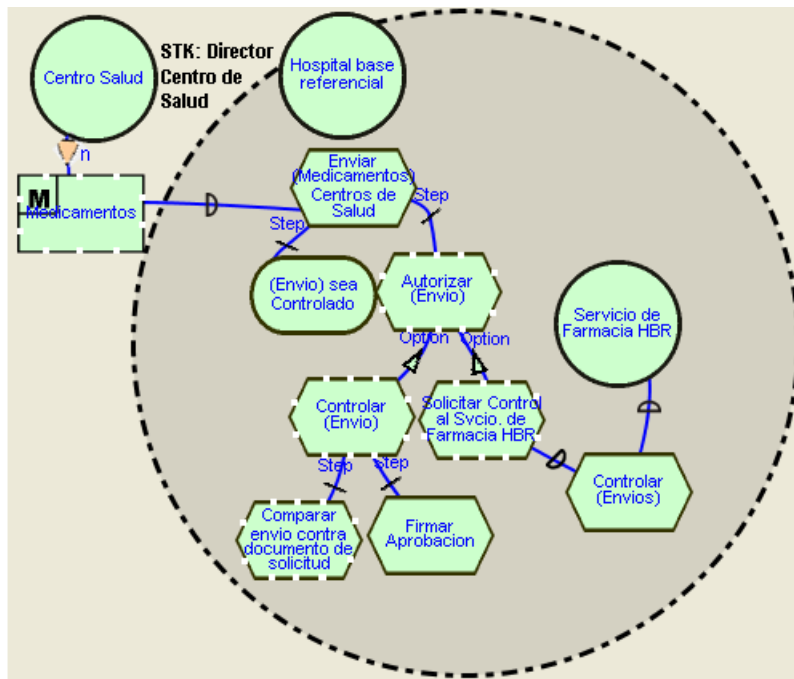 Centro Salud
STK: Director
Centro de
Salud
Hospital base
referencial
n
M
Medicamentos
Enviar
(Medicamentos)
Centros de
Salud
Step
Step
(Envio) sea
Controlado
Autorizar
(Envio)
Servicio de
Farmacia HBR
Option
Option
Controlar
(Envio)
Solicitar Control
al Svcio. de
Farmacia HBR
Step
Step
Controlar
(Envios)
Comparar
envio contra
documento de
solicitud
Firmar
Aprobacion